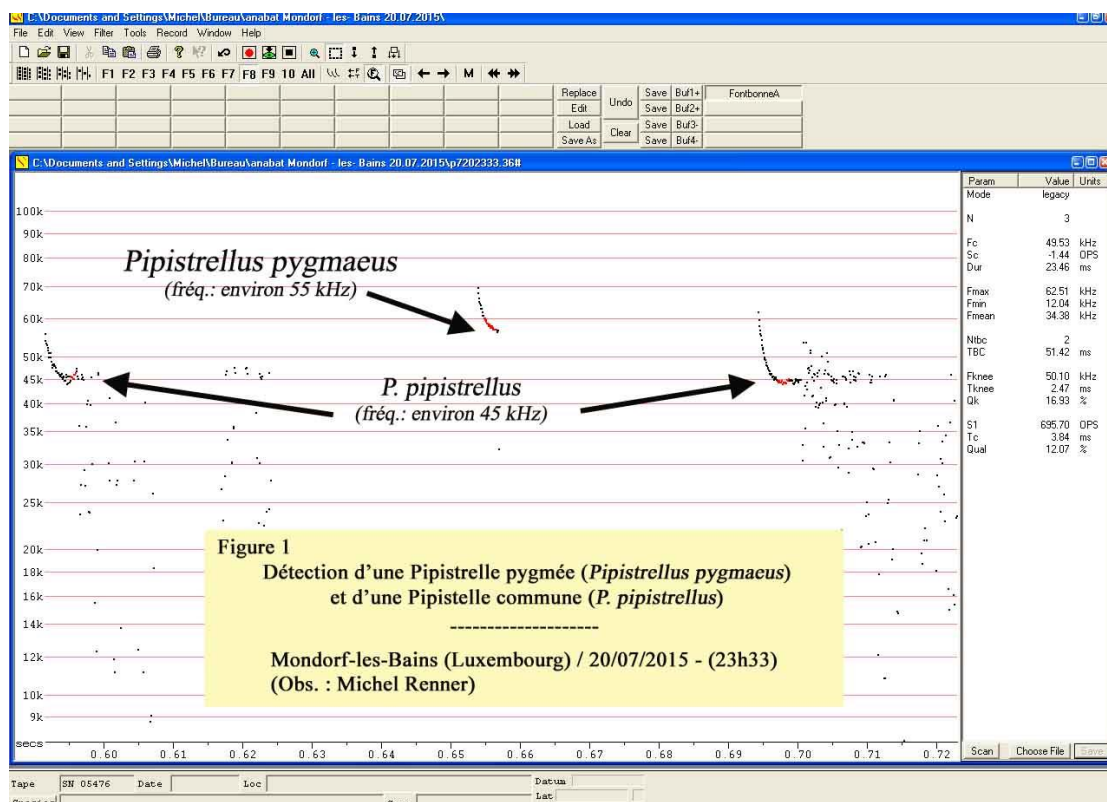 C:\Documents and Settings\Michel\Bureau\anabat Mondorf - les- Bains 20.07.2015\
File Edit View Filter Tools Record Window Help
F1 F2 F3 F4 F5 F6 F7 F8 F9 10 All M
Replace Undo Save Buf1+ FontbonneA
Edit Save Buf2+
Load Clear Save Buf3-
Save As Save Buf4-
C:\Documents and Settings\Michel\Bureau\anabat Mondorf - les- Bains 20.07.2015\p7202333.36#
Param Value Units
Mode legacy
N 3
Fc 49.53 kHz
Sc -1.44 OPS
Dur 23.46 ms
Fmax 62.51 kHz
Fmin 12.04 kHz
Fmean 34.38 kHz
Ntbc 2
TBC 51.42 ms
Fknee 50.10 kHz
Tknee 2.47 ms
Qk 16.93 %
S1 695.70 OPS
Tc 3.84 ms
Qual 12.07 %
100k
90k
80k
70k
60k
50k
45k
40k
35k
30k
25k
20k
18k
16k
14k
12k
10k
9k
Pipistrellus pygmaeus
(fréq.: environ 55 kHz)
P. pipistrellus
(fréq.: environ 45 kHz)
Figure 1
Détection d'une Pipistrelle pygmée (Pipistrellus pygmaeus)
et d'une Pipistelle commune (P. pipistrellus)
--------------------
Mondorf-les-Bains (Luxembourg) / 20/07/2015 - (23h33)
(Obs. : Michel Renner)
secs 0.60 0.61 0.62 0.63 0.64 0.65 0.66 0.67 0.68 0.69 0.70 0.71 0.72
Scan Choose File Save
Tape SN 05476 Date Loc Datum
Lat